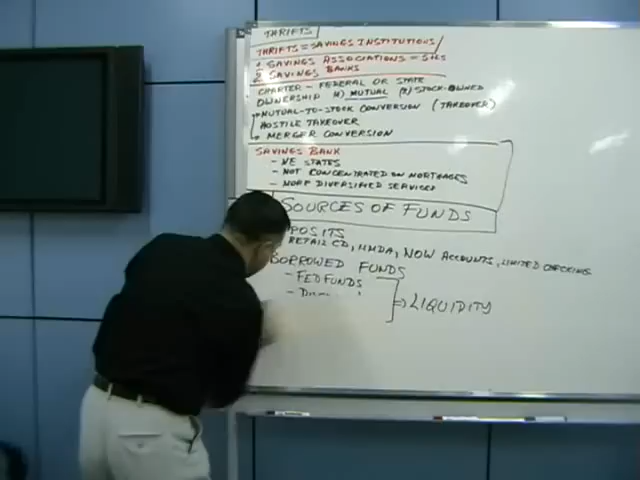 THRIFTS
THRIFTS = SAVINGS INSTITUTIONS
1. SAVINGS ASSOCIATIONS = S&Ls
2. SAVINGS BANKS
CHARTER - FEDERAL OR STATE
OWNERSHIP (1) MUTUAL (2) STOCK-OWNED
MUTUAL-TO-STOCK CONVERSION (TAKEOVER)
HOSTILE TAKEOVER
MERGER CONVERSION
SAVINGS BANK
- NE STATES
- NOT CONCENTRATED ON MORTGAGES
- MORE DIVERSIFIED SERVICES
SOURCES OF FUNDS
POSITS
RETAIL CD, MMDA, NOW ACCOUNTS, LIMITED CHECKING
BORROWED FUNDS
- FED FUNDS
⇒ LIQUIDITY